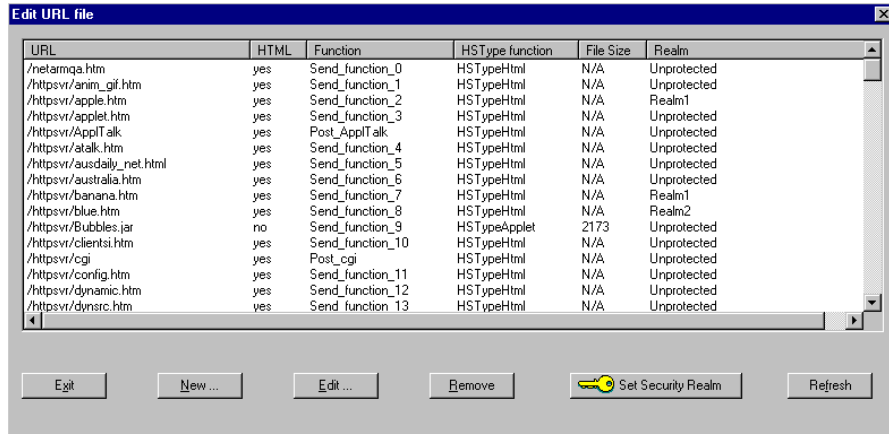 Edit URL file
URL HTML Function HSType function File Size Realm
/netarmqa.htm yes Send_function_0 HSTypeHtml N/A Unprotected
/httpsvr/anim_gif.htm yes Send_function_1 HSTypeHtml N/A Unprotected
/httpsvr/apple.htm yes Send_function_2 HSTypeHtml N/A Realm1
/httpsvr/applet.htm yes Send_function_3 HSTypeHtml N/A Unprotected
/httpsvr/ApplTalk yes Post_ApplTalk HSTypeHtml N/A Unprotected
/httpsvr/atalk.htm yes Send_function_4 HSTypeHtml N/A Unprotected
/httpsvr/ausdaily_net.html yes Send_function_5 HSTypeHtml N/A Unprotected
/httpsvr/australia.htm yes Send_function_6 HSTypeHtml N/A Unprotected
/httpsvr/banana.htm yes Send_function_7 HSTypeHtml N/A Realm1
/httpsvr/blue.htm yes Send_function_8 HSTypeHtml N/A Realm2
/httpsvr/Bubbles.jar no Send_function_9 HSTypeApplet 2173 Unprotected
/httpsvr/clientsi.htm yes Send_function_10 HSTypeHtml N/A Unprotected
/httpsvr/cgi yes Post_cgi HSTypeHtml N/A Unprotected
/httpsvr/config.htm yes Send_function_11 HSTypeHtml N/A Unprotected
/httpsvr/dynamic.htm yes Send_function_12 HSTypeHtml N/A Unprotected
/httpsvr/dynsrc.htm yes Send_function_13 HSTypeHtml N/A Unprotected
Exit New ... Edit ... Remove Set Security Realm Refresh